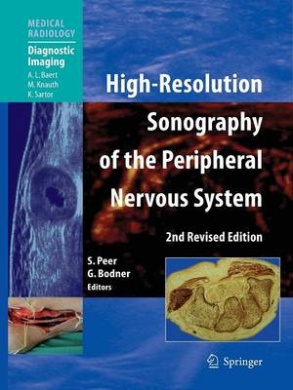 MEDICAL
RADIOLOGY
Diagnostic
Imaging
A. L. Baert
M. Knauth
K. Sartor
High-Resolution
Sonography
of the Peripheral
Nervous System
2nd Revised Edition
S. Peer
G. Bodner
Editors
Springer